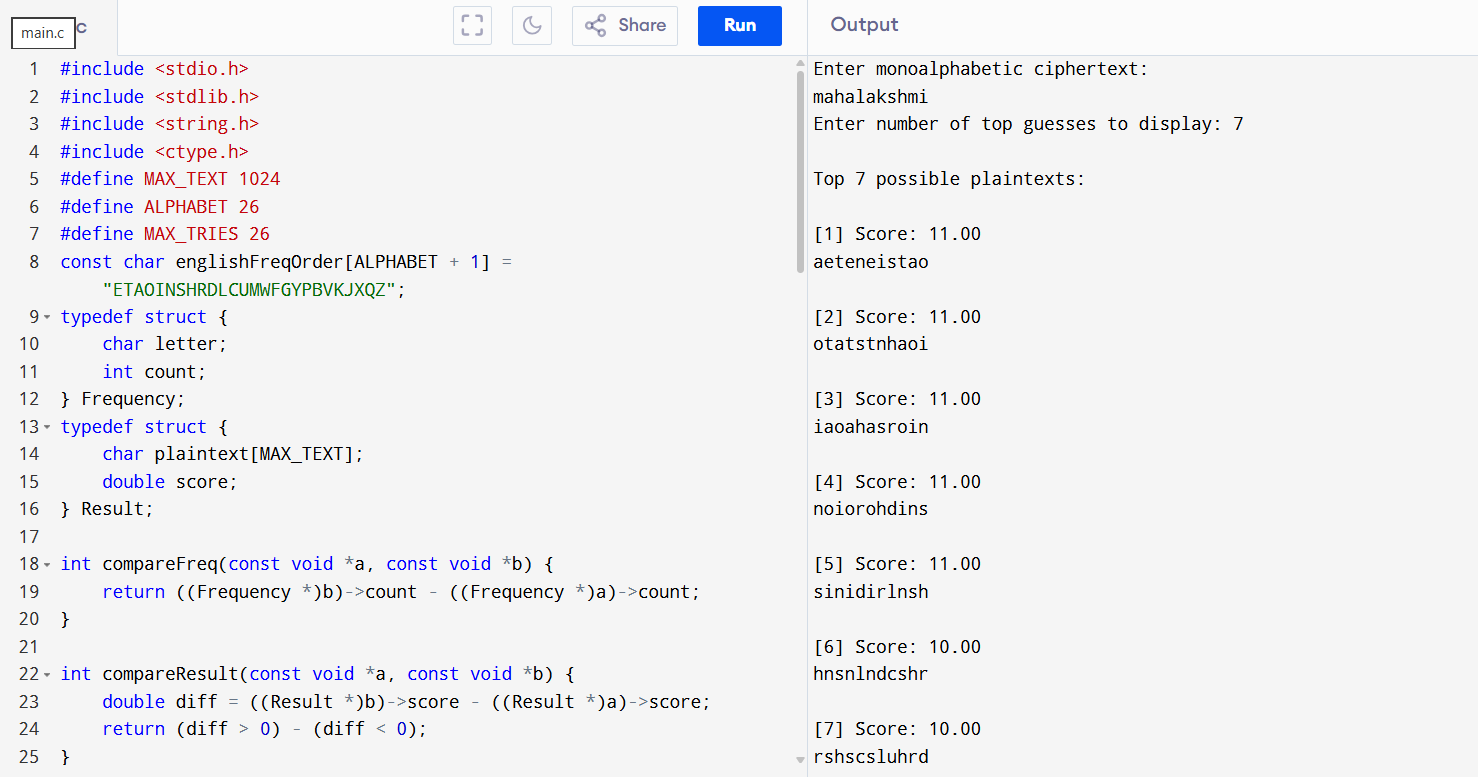 main.c
c
Share
Run
Output
1 #include <stdio.h>
2 #include <stdlib.h>
3 #include <string.h>
4 #include <ctype.h>
5 #define MAX_TEXT 1024
6 #define ALPHABET 26
7 #define MAX_TRIES 26
8 const char englishFreqOrder[ALPHABET + 1] =
"ETAOINSHRDLCUMWFGYPBVKJXQZ";
9 typedef struct {
10 char letter;
11 int count;
12 } Frequency;
13 typedef struct {
14 char plaintext[MAX_TEXT];
15 double score;
16 } Result;
17
18 int compareFreq(const void *a, const void *b) {
19 return ((Frequency *)b)->count - ((Frequency *)a)->count;
20 }
21
22 int compareResult(const void *a, const void *b) {
23 double diff = ((Result *)b)->score - ((Result *)a)->score;
24 return (diff > 0) - (diff < 0);
25 }
Enter monoalphabetic ciphertext:
mahalakshmi
Enter number of top guesses to display: 7
Top 7 possible plaintexts:
[1] Score: 11.00
aeteneistao
[2] Score: 11.00
otatstnhaoi
[3] Score: 11.00
iaoahasroin
[4] Score: 11.00
noiorohdins
[5] Score: 11.00
sinidirlnsh
[6] Score: 10.00
hnsnlndcshr
[7] Score: 10.00
rshscsluhrd